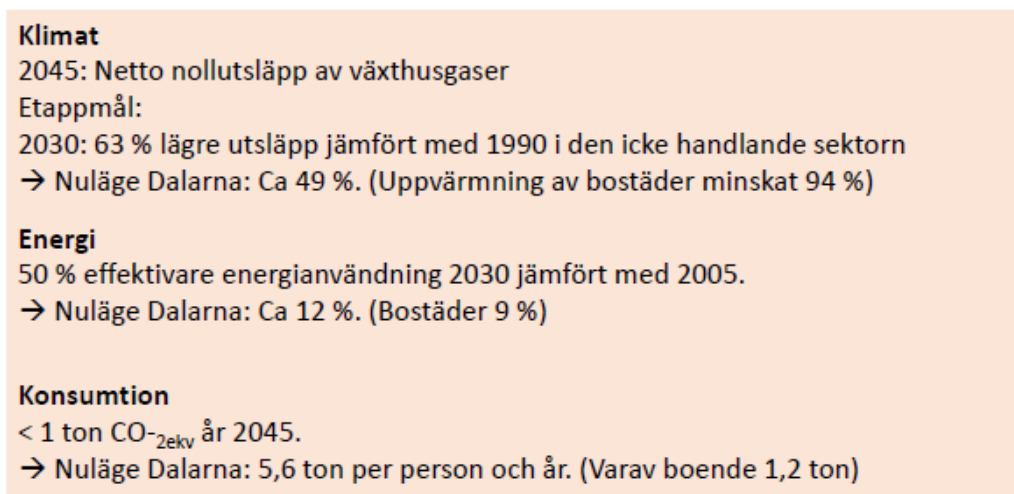 Klimat
2045: Netto nollutsläpp av växthusgaser
Etappmål:
2030: 63 % lägre utsläpp jämfört med 1990 i den icke handlande sektorn
→ Nuläge Dalarna: Ca 49 %. (Uppvärmning av bostäder minskat 94 %)
Energi
50 % effektivare energianvändning 2030 jämfört med 2005.
→ Nuläge Dalarna: Ca 12 %. (Bostäder 9 %)
Konsumtion
< 1 ton CO-2ekv år 2045.
→ Nuläge Dalarna: 5,6 ton per person och år. (Varav boende 1,2 ton)